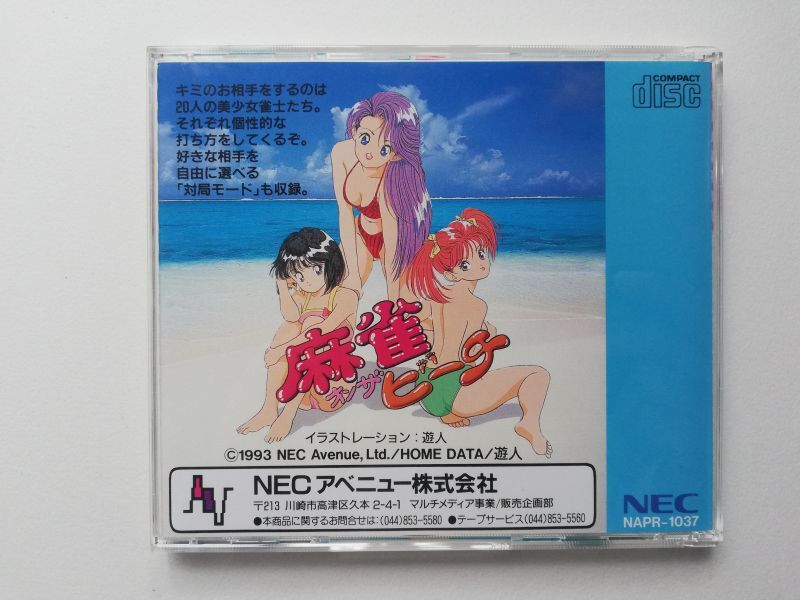 キミのお相手をするのは
20人の美少女雀士たち。
それぞれ個性的な
打ち方をしてくるぞ。
好きな相手を
自由に選べる
「対局モード」も収録。
COMPACT
disc
麻雀
オンザ
ビーチ
イラストレーション：遊人
©1993 NEC Avenue, Ltd./HOME DATA/遊人
NECアベニュー株式会社
〒213 川崎市高津区久本2-4-1 マルチメディア事業/販売企画部
●本商品に関するお問合せは：(044)853-5580 ●テープサービス(044)853-5560
NEC
NAPR-1037